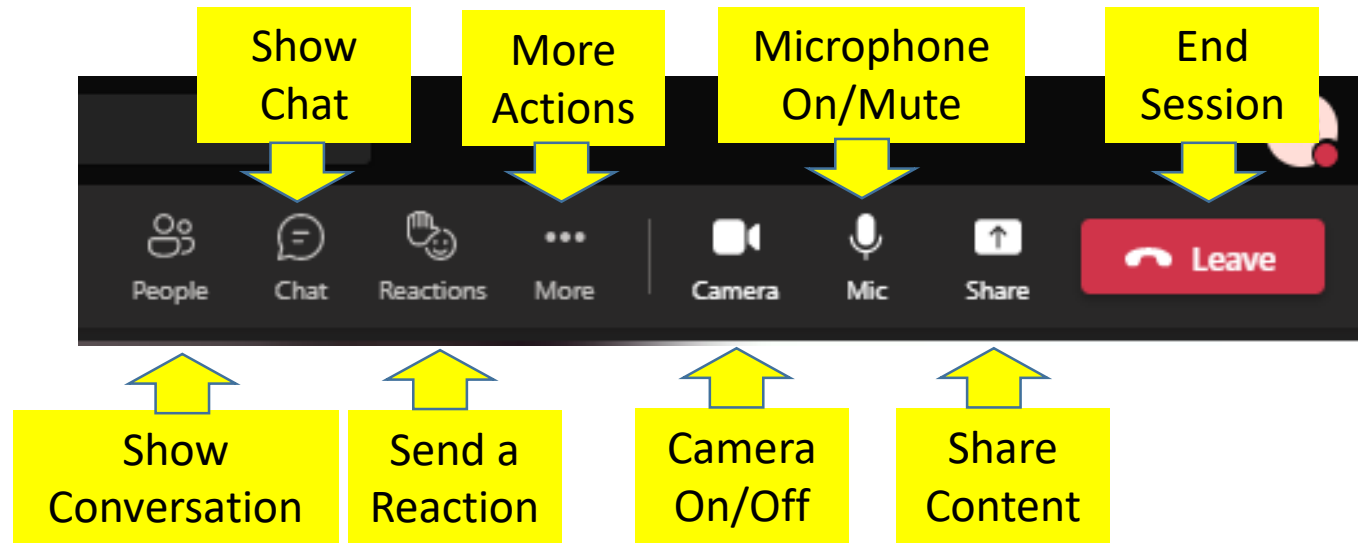 Show
Chat
More
Actions
Microphone
On/Mute
End
Session
People
Chat
Reactions
More
Camera
Mic
Share
Leave
Show
Conversation
Send a
Reaction
Camera
On/Off
Share
Content